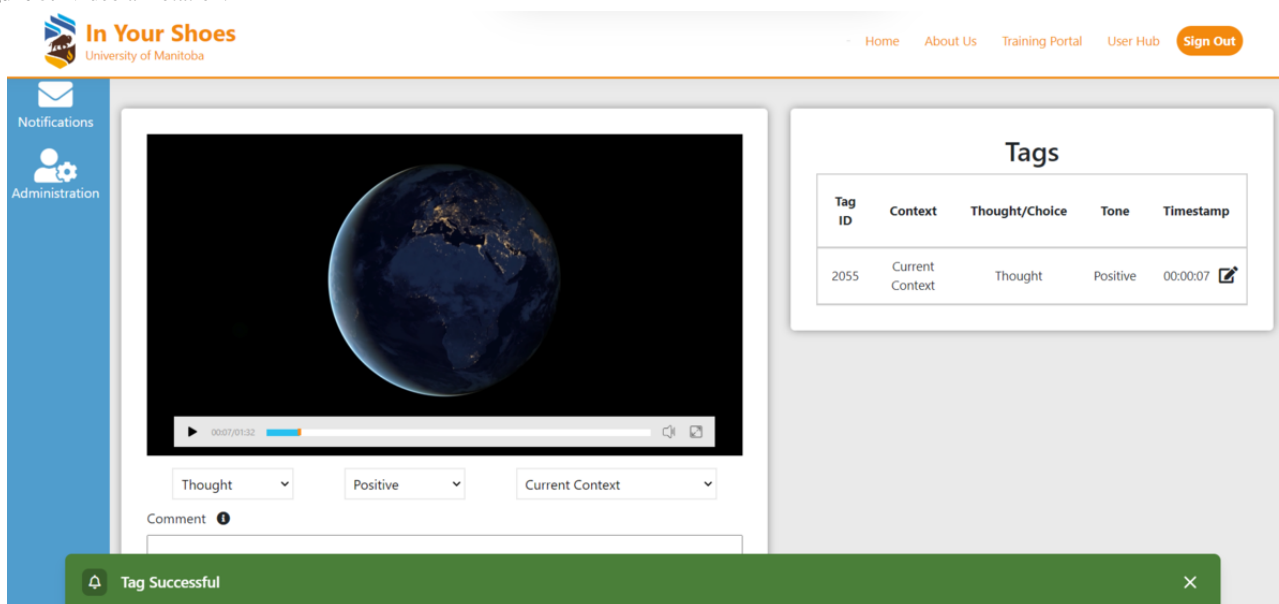 In Your Shoes
University of Manitoba
Home About Us Training Portal User Hub Sign Out
Notifications
Administration
00:07/01:32
Thought Positive Current Context
Comment
Tags
Tag ID Context Thought/Choice Tone Timestamp
2055 Current Context Thought Positive 00:00:07
Tag Successful